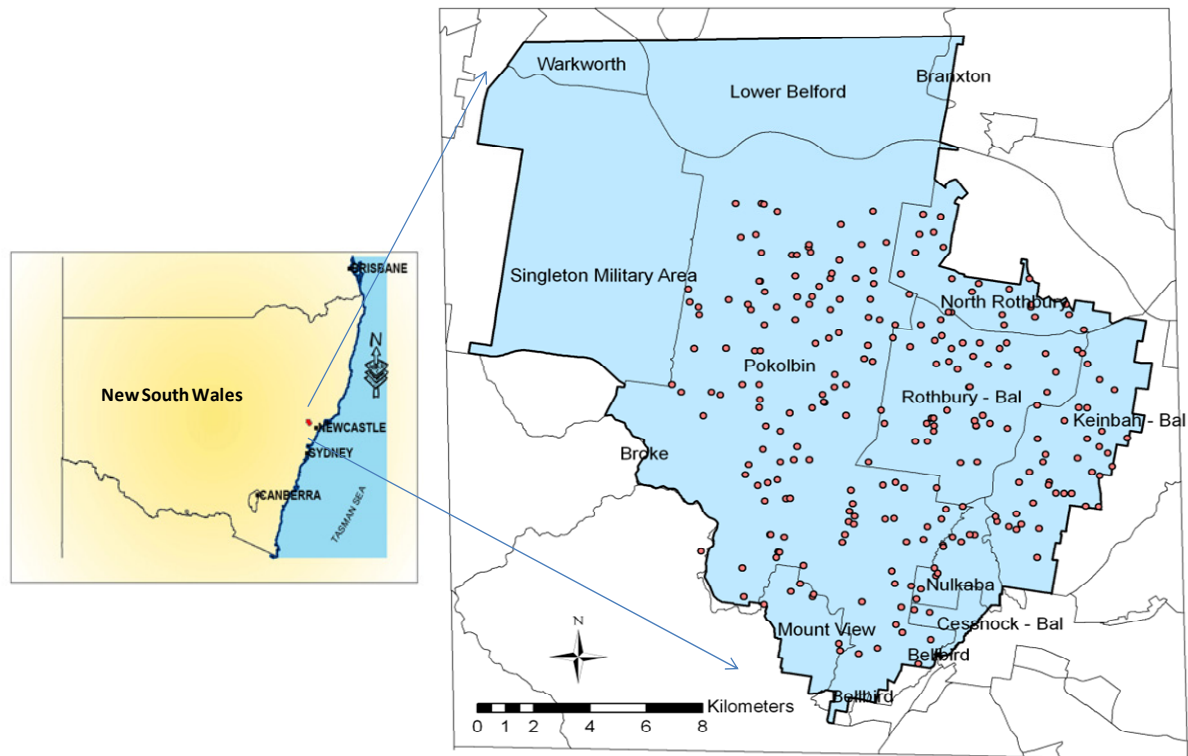 BRISBANE
N
New South Wales
NEWCASTLE
SYDNEY
CANBERRA
TASMAN SEA
Warkworth
Branxton
Lower Belford
Singleton Military Area
North Rothbury
Pokolbin
Rothbury - Bal
Keinbah - Bal
Broke
Nulkaba
Mount View
Cessnock - Bal
Bellbird
Bellbird
N
Kilometers
0 1 2 4 6 8